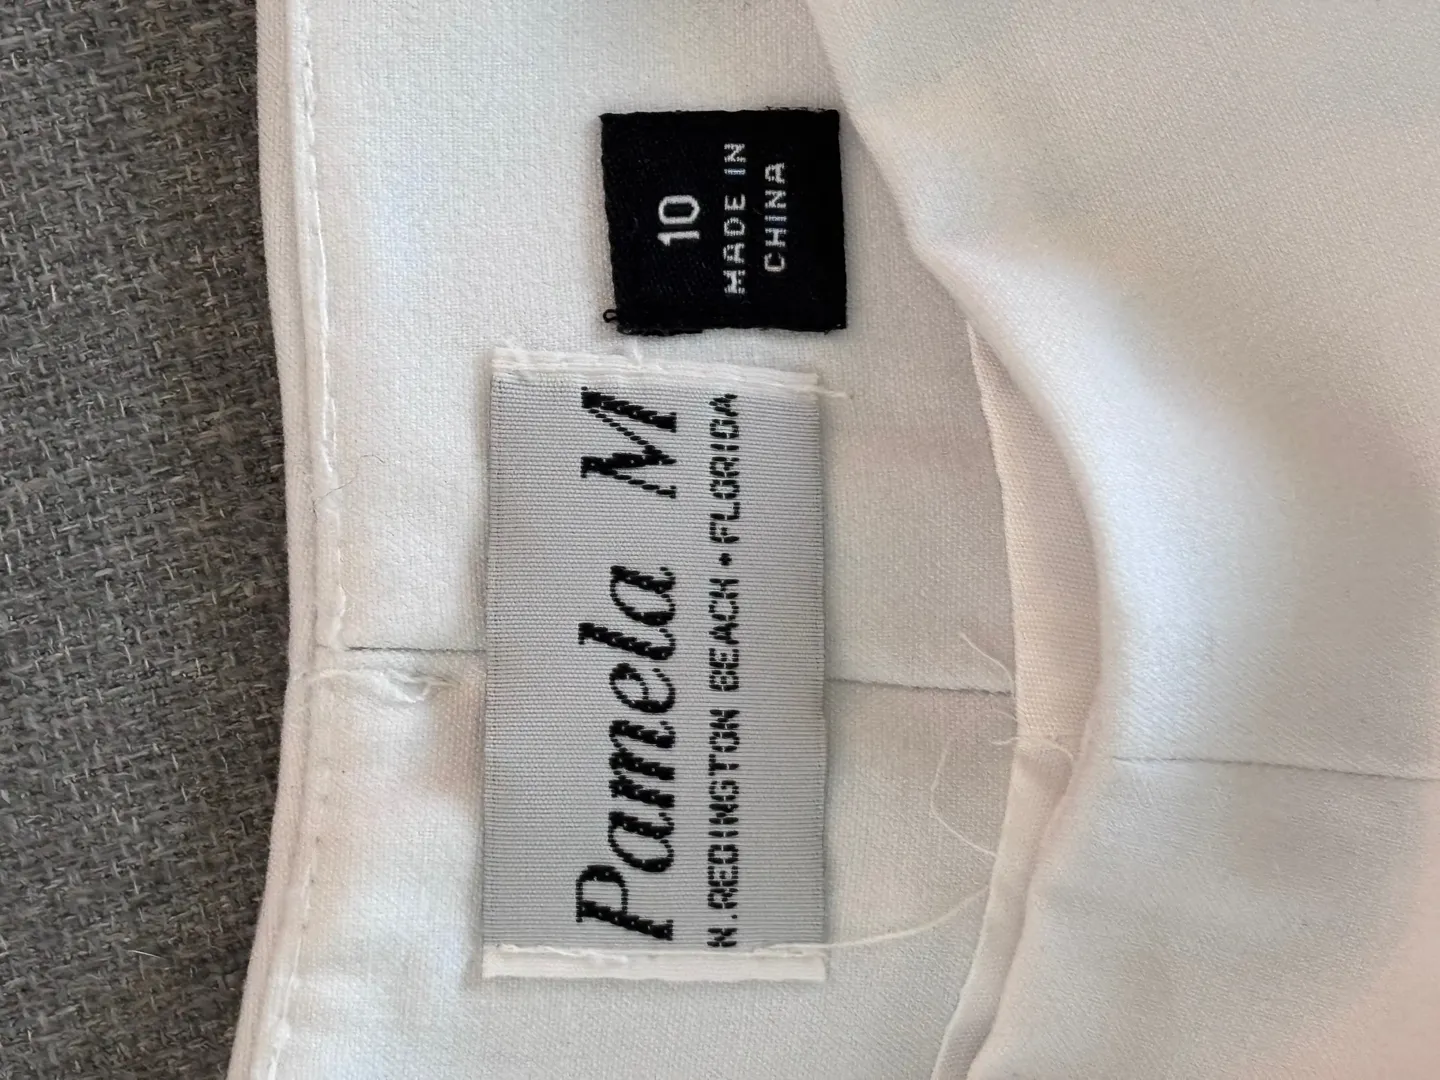 10
MADE IN
CHINA
Pamela M
N. REDINGTON BEACH • FLORIDA